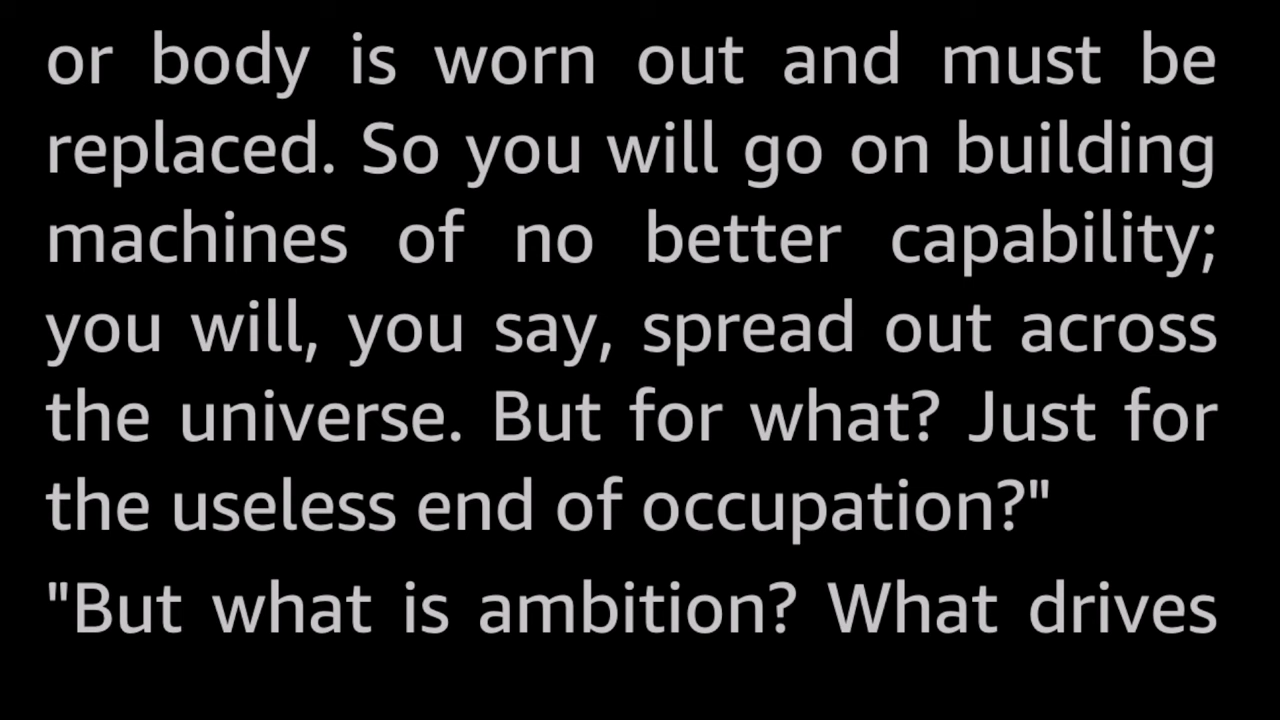 or body is worn out and must be
replaced. So you will go on building
machines of no better capability;
you will, you say, spread out across
the universe. But for what? Just for
the useless end of occupation?"
"But what is ambition? What drives